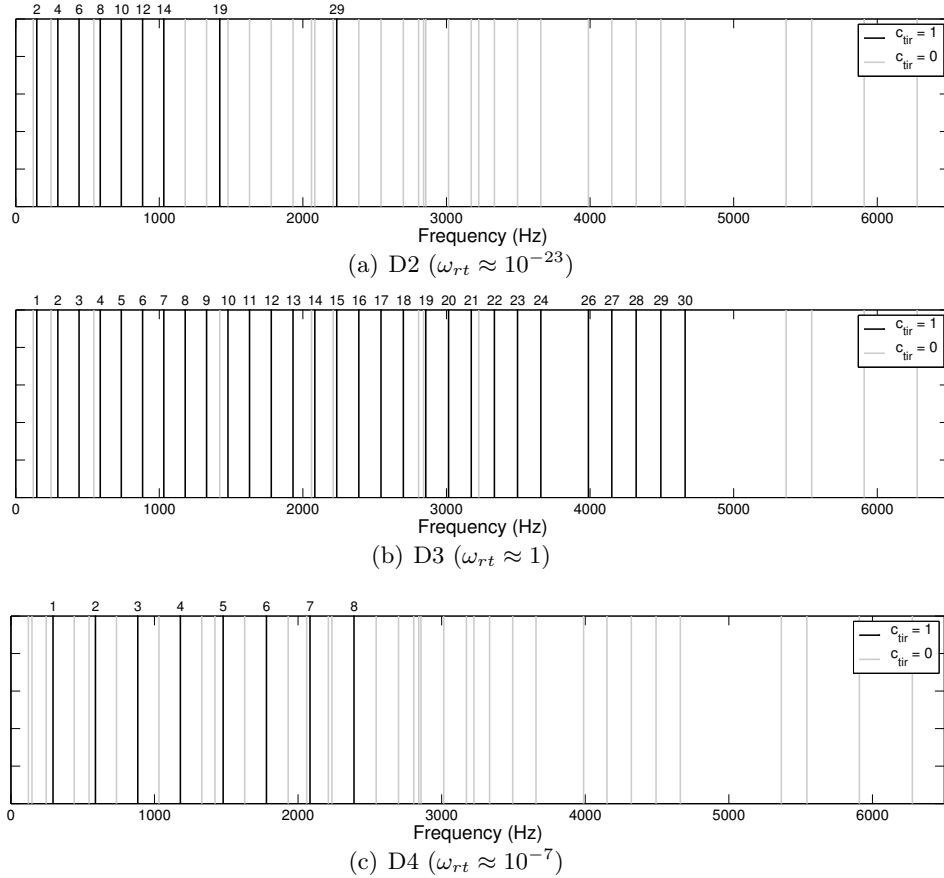 2 4 6 8 10 12 14 19 29
c_tir = 1
c_tir = 0
0 1000 2000 3000 4000 5000 6000
Frequency (Hz)
(a) D2 (ω_rt ≈ 10^−23)
1 2 3 4 5 6 7 8 9 10 11 12 13 14 15 16 17 18 19 20 21 22 23 24 26 27 28 29 30
c_tir = 1
c_tir = 0
0 1000 2000 3000 4000 5000 6000
Frequency (Hz)
(b) D3 (ω_rt ≈ 1)
1 2 3 4 5 6 7 8
c_tir = 1
c_tir = 0
0 1000 2000 3000 4000 5000 6000
Frequency (Hz)
(c) D4 (ω_rt ≈ 10^−7)